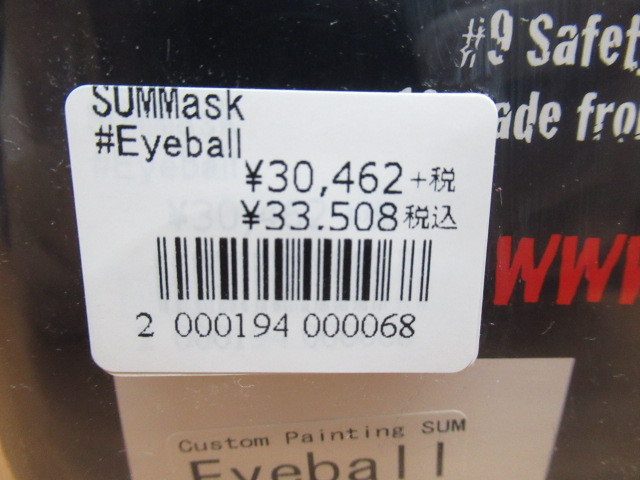 #9 Safet
ade fro
SUMMask
#Eyeball
¥30,462+税
¥33.508税込
WWW
2 000194 000068
Custom Painting SUM
Eyeball